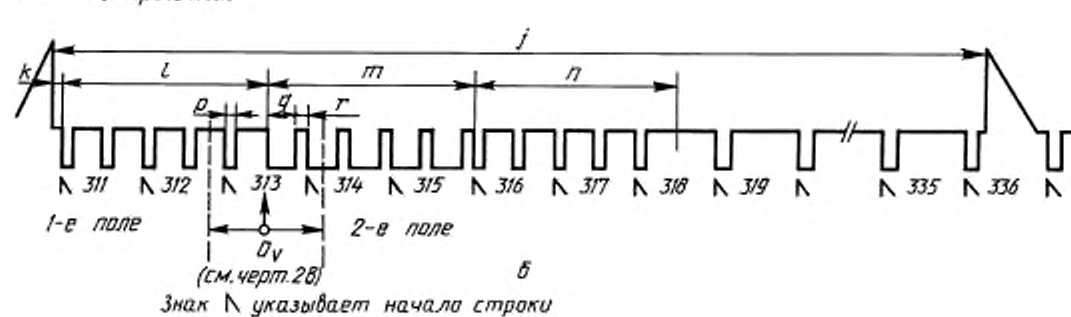 j
k l m n
p q r
311 312 313 314 315 316 317 318 319 335 336
1-е поле 2-е поле
0v
(см.черт.2в) б
Знак указывает начало строки